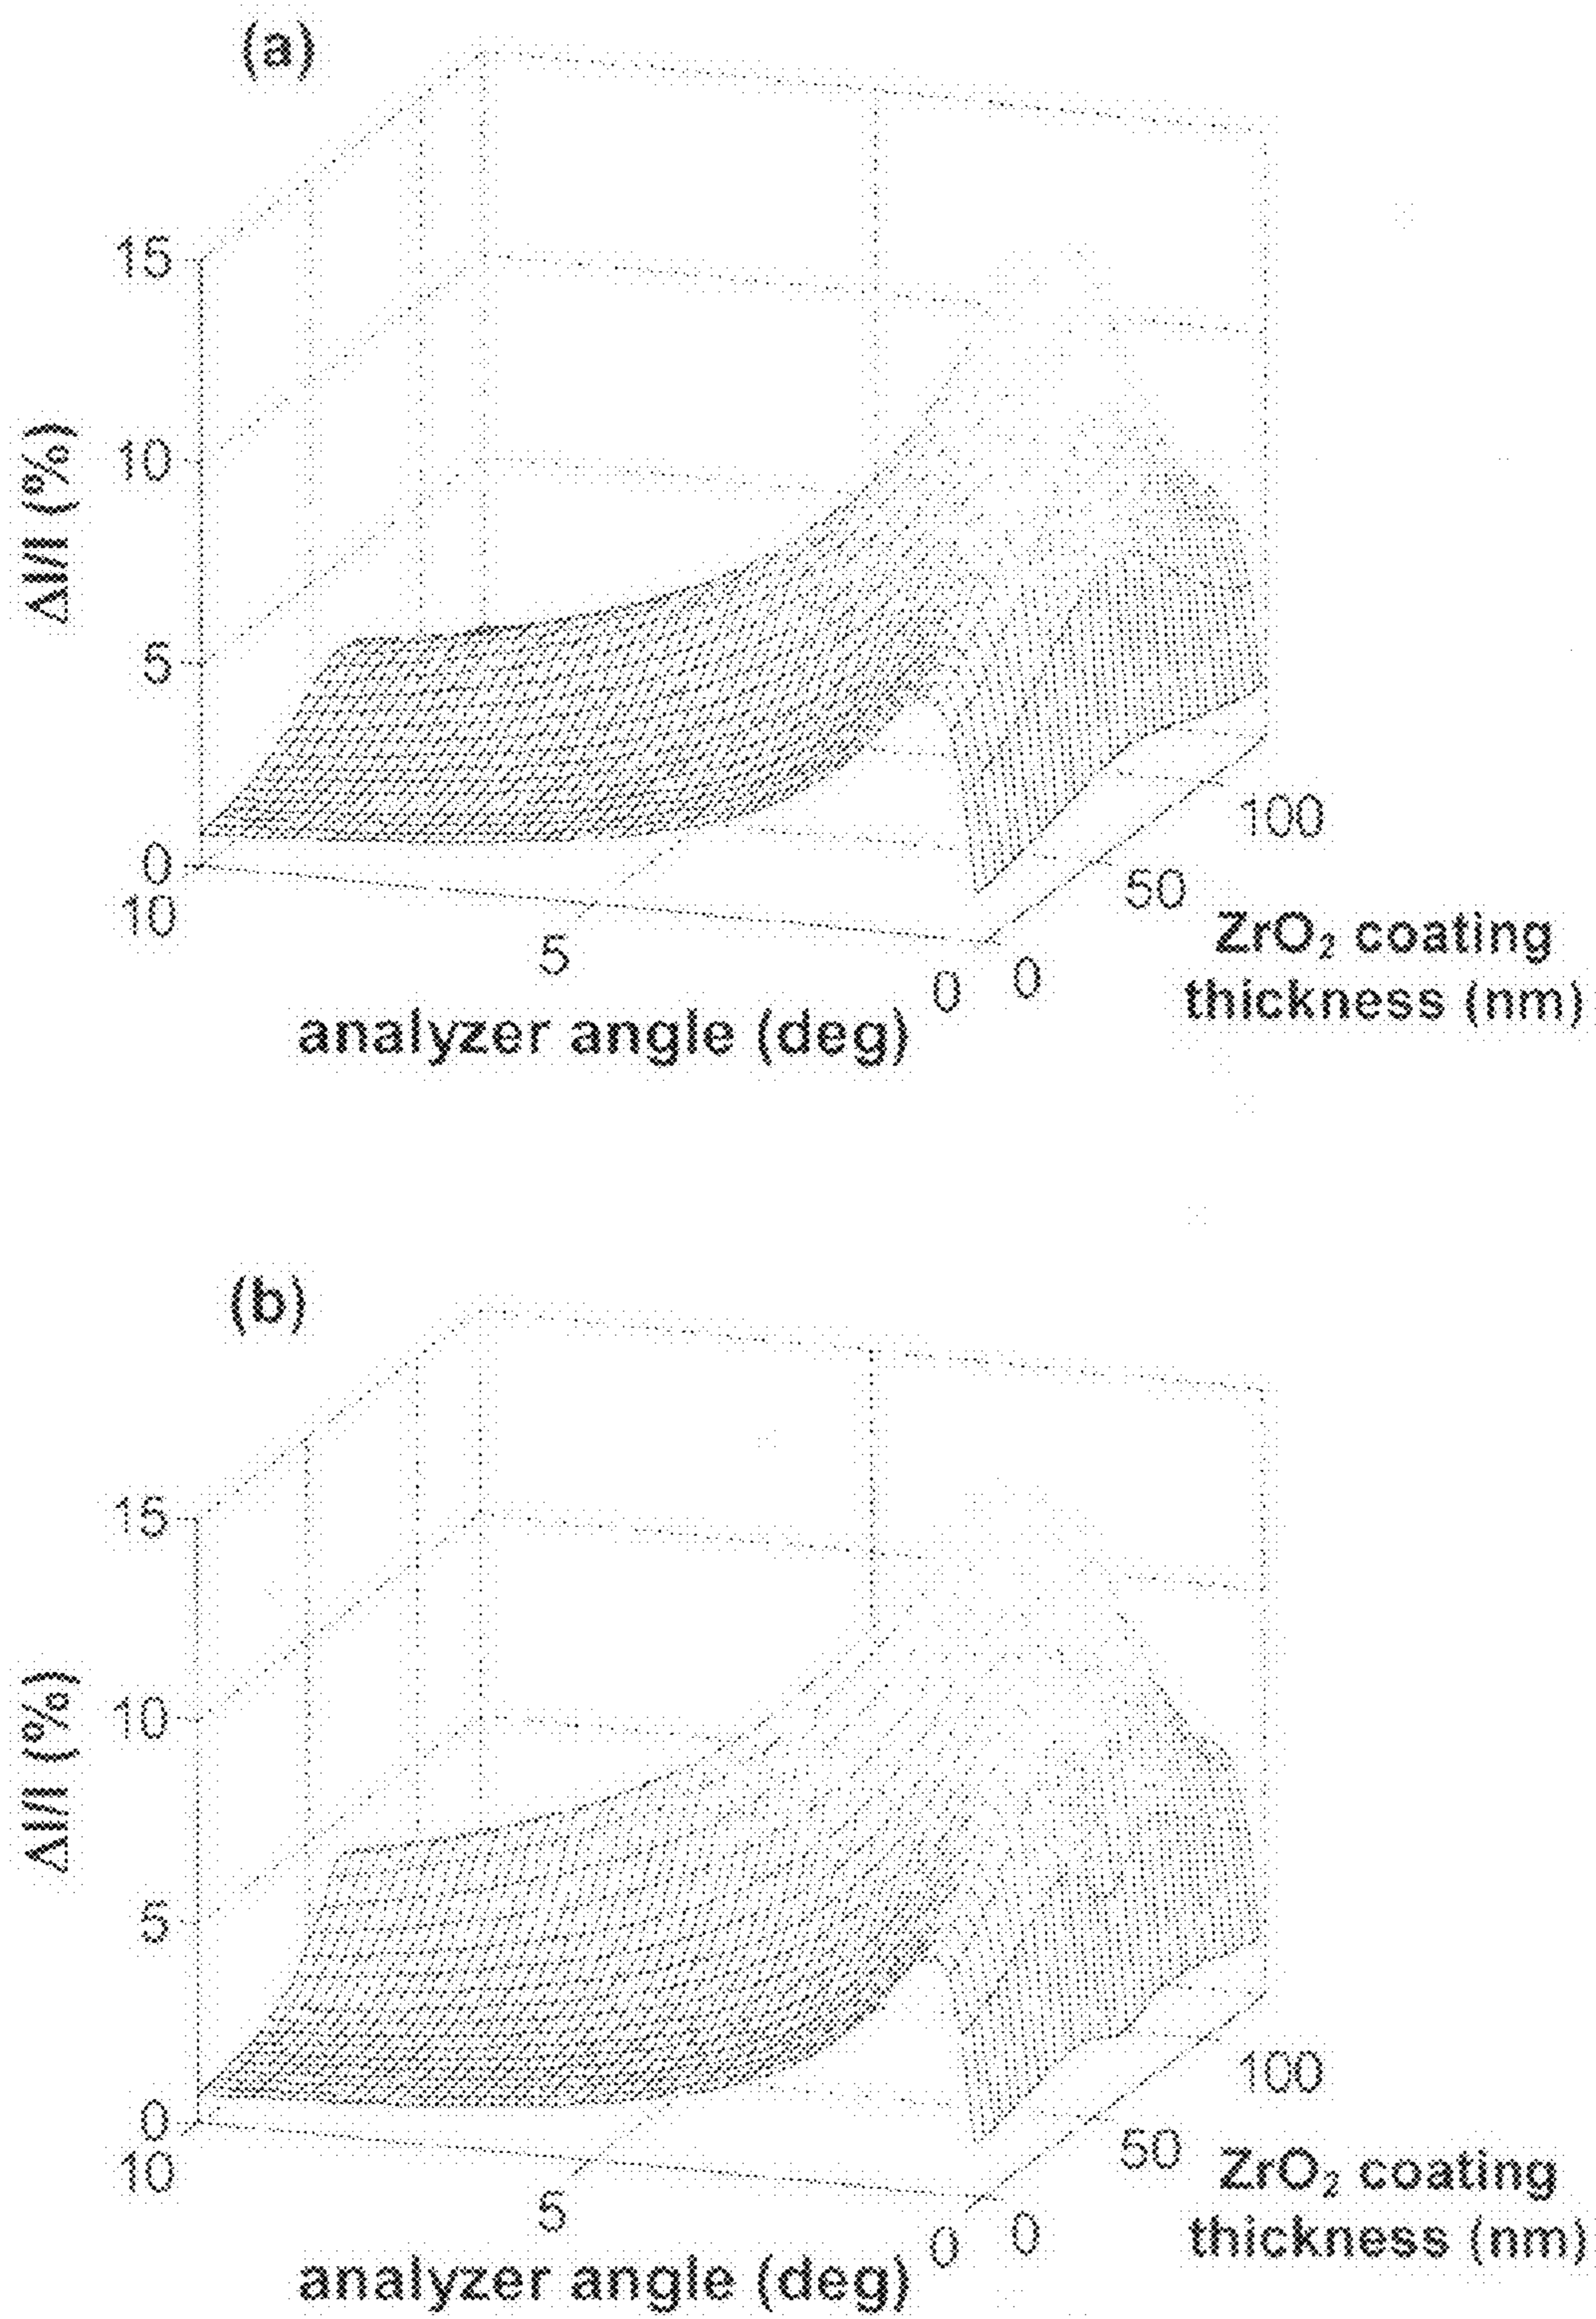 (a)
15
10
5
0
ΔI/I (%)
10
5
0
analyzer angle (deg)
0
50
100
ZrO₂ coating
thickness (nm)
(b)
15
10
5
0
ΔI/I (%)
10
5
0
analyzer angle (deg)
0
50
100
ZrO₂ coating
thickness (nm)